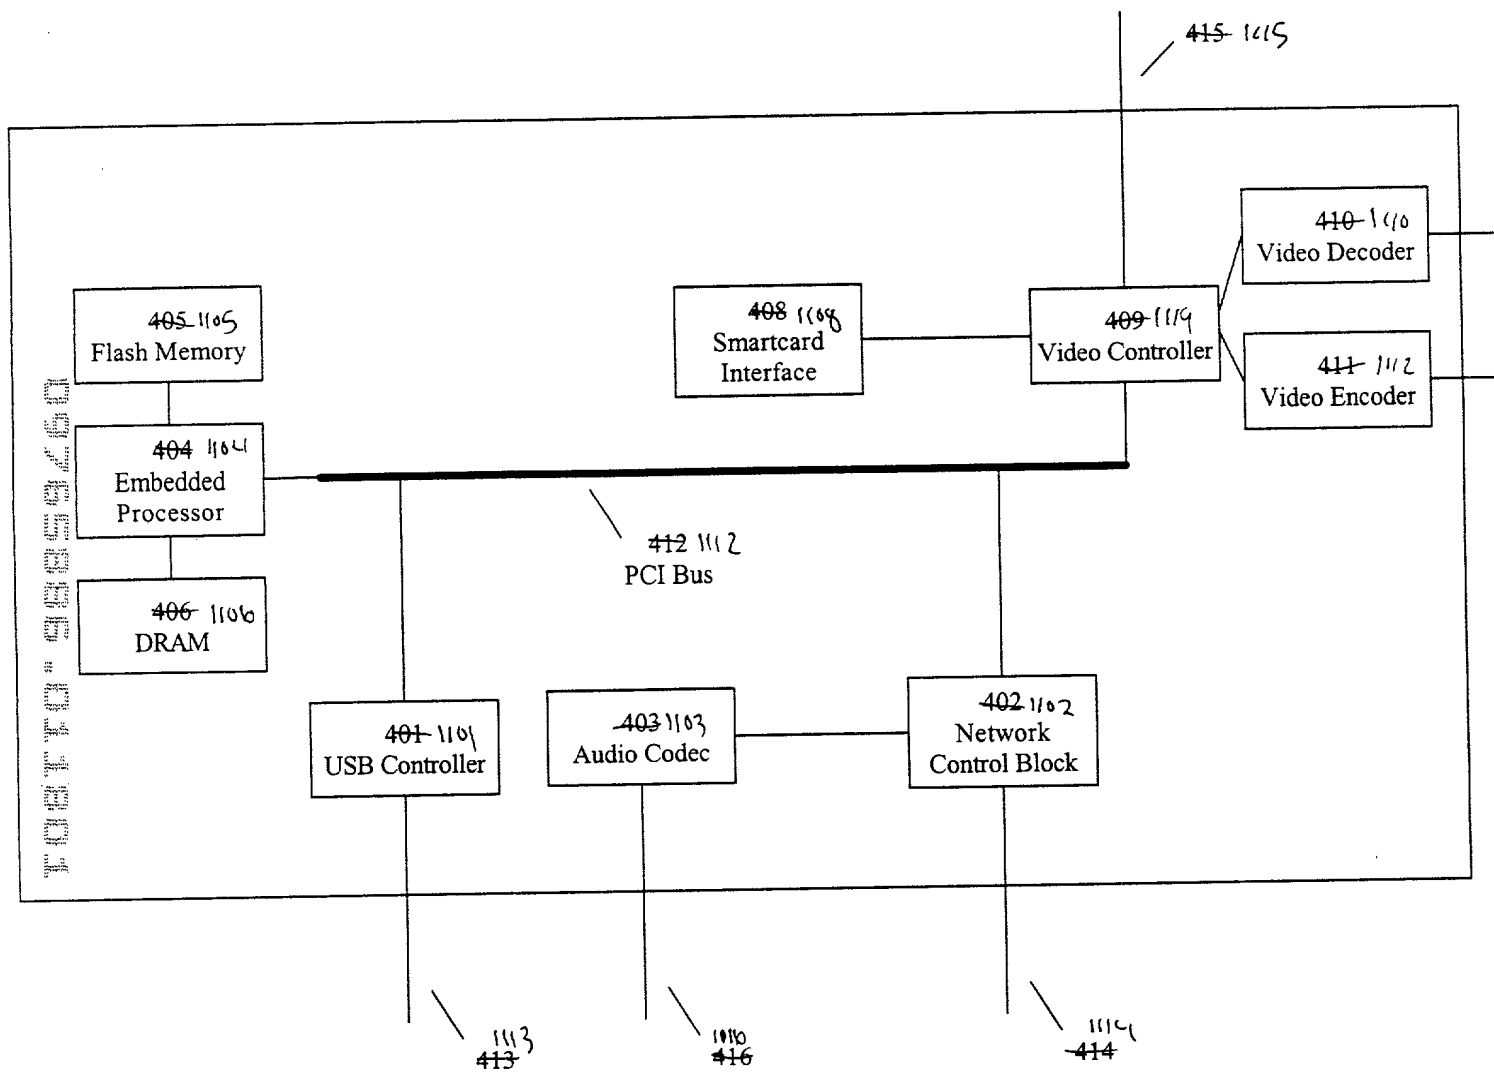 415 1115
410 1110
Video Decoder
405 1105
Flash Memory
408 1108
Smartcard
Interface
409 1119
Video Controller
411 1112
Video Encoder
404 1104
Embedded
Processor
412 1112
PCI Bus
406 1106
DRAM
401 1101
USB Controller
403 1103
Audio Codec
402 1102
Network
Control Block
1113
413
416
1114
414